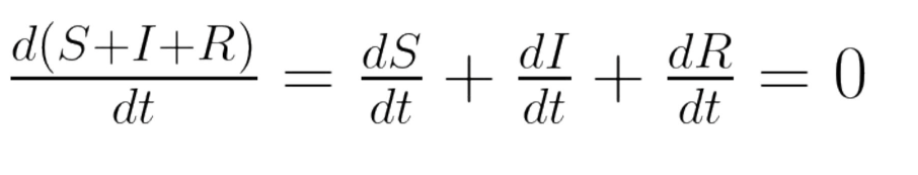 d(S+I+R)/dt = dS/dt + dI/dt + dR/dt = 0